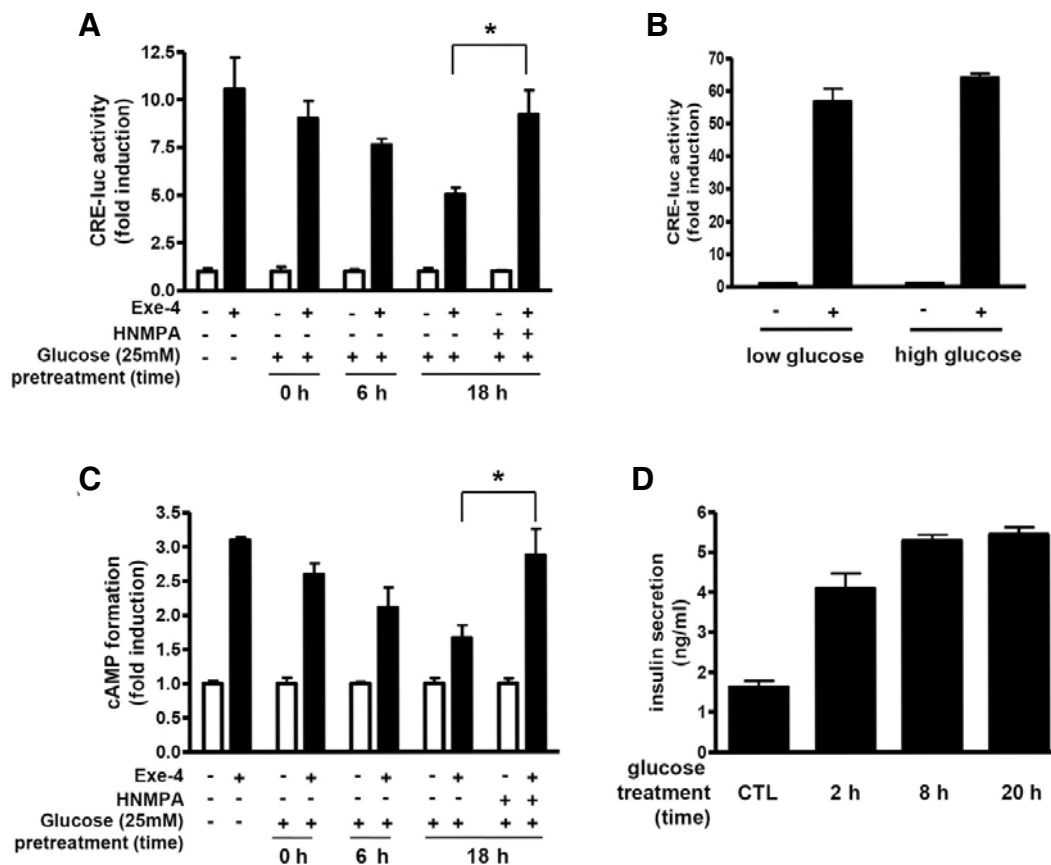 A
*
12.5
10.0
7.5
5.0
2.5
0.0
CRE-luc activity
(fold induction)
Exe-4 - + - + - + - + - +
HNMPA - - - - - - - - + +
Glucose (25mM) - - + + + + + + + +
pretreatment (time)
0 h 6 h 18 h
B
70
60
50
40
30
20
10
0
CRE-luc activity
(fold induction)
- + - +
low glucose high glucose
C
*
3.5
3.0
2.5
2.0
1.5
1.0
0.5
0.0
cAMP formation
(fold induction)
Exe-4 - + - + - + - + - +
HNMPA - - - - - - - - + +
Glucose (25mM) - - + + + + + + + +
pretreatment (time)
0 h 6 h 18 h
D
6
5
4
3
2
1
0
insulin secretion
(ng/ml)
glucose
treatment
(time)
CTL 2 h 8 h 20 h